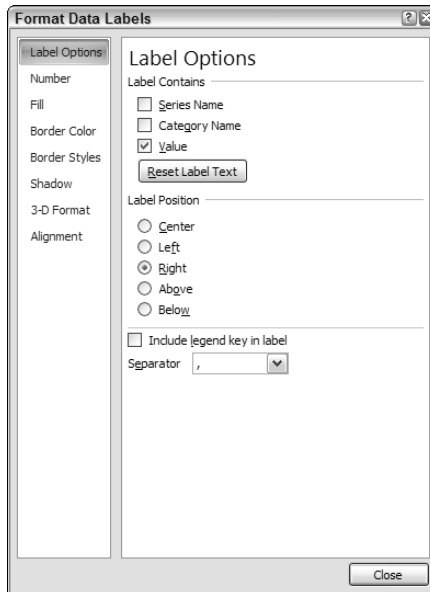 Format Data Labels
Label Options
Number
Fill
Border Color
Border Styles
Shadow
3-D Format
Alignment
Label Options
Label Contains
Series Name
Category Name
Value
Reset Label Text
Label Position
Center
Left
Right
Above
Below
Include legend key in label
Separator ,
Close